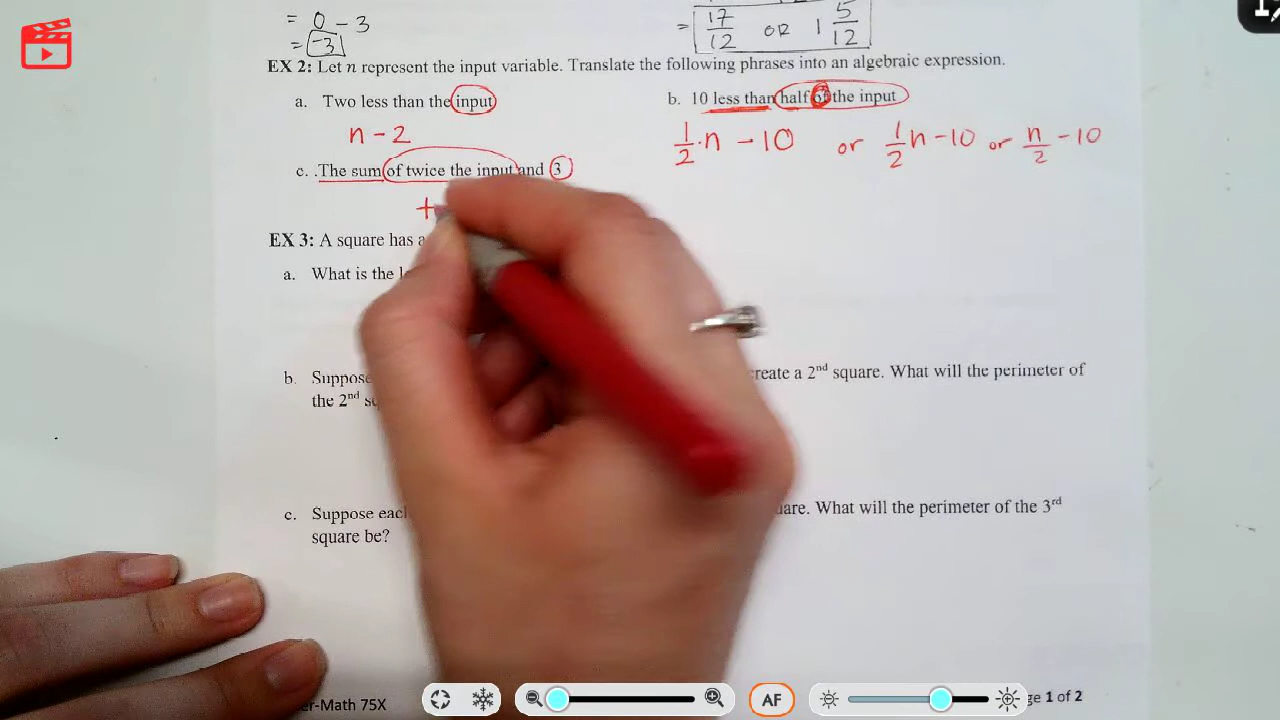 = 0 - 3
= -3
= 17/12 OR 1 5/12
EX 2: Let n represent the input variable. Translate the following phrases into an algebraic expression.
a. Two less than the input
n - 2
b. 10 less than half of the input
1/2 · n - 10 or 1/2 n - 10 or n/2 - 10
c. .The sum of twice the input and 3
+
EX 3: A square has a
a. What is the
b. Suppose
create a 2nd square. What will the perimeter of
the 2nd
c. Suppose each
square. What will the perimeter of the 3rd
square be?
-Math 75X
AF
ge 1 of 2